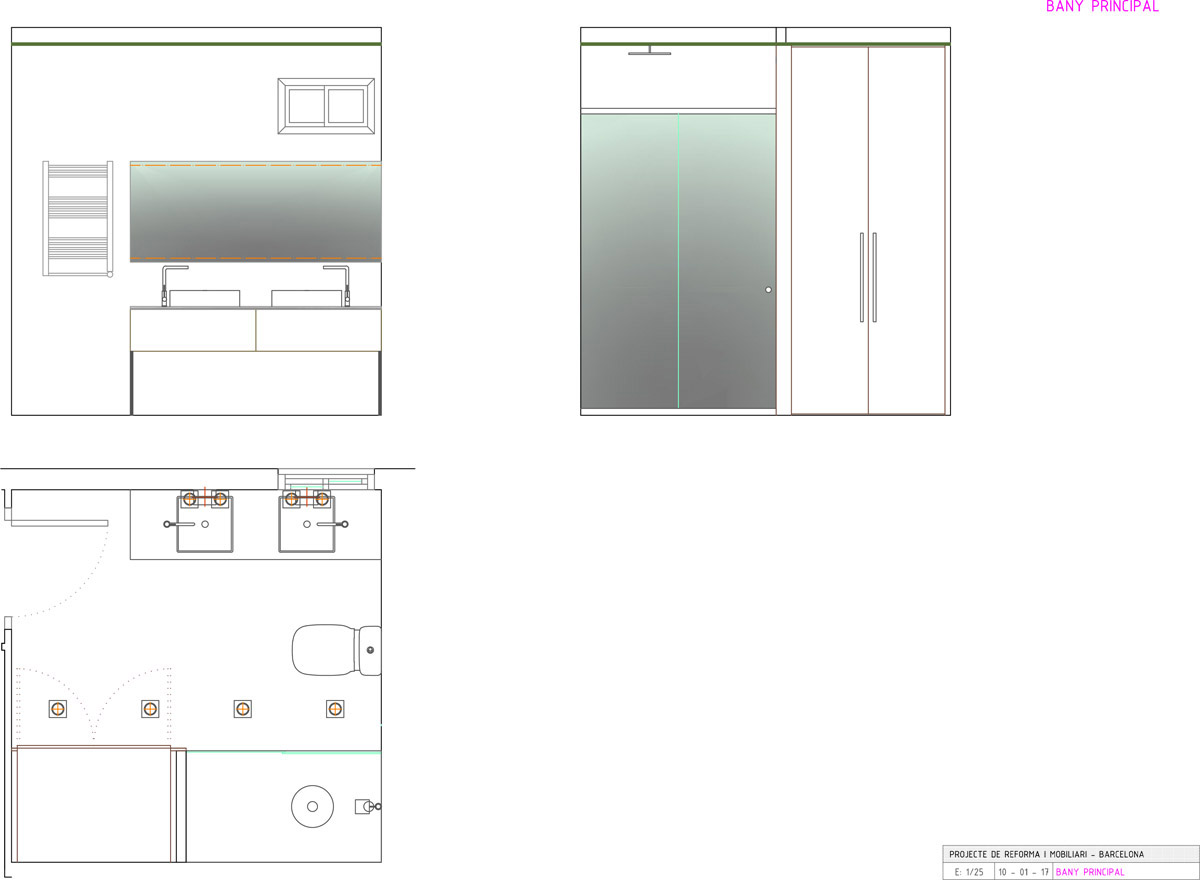 BANY PRINCIPAL
PROJECTE DE REFORMA I MOBILIARI - BARCELONA
E: 1/25 10 - 01 - 17 BANY PRINCIPAL